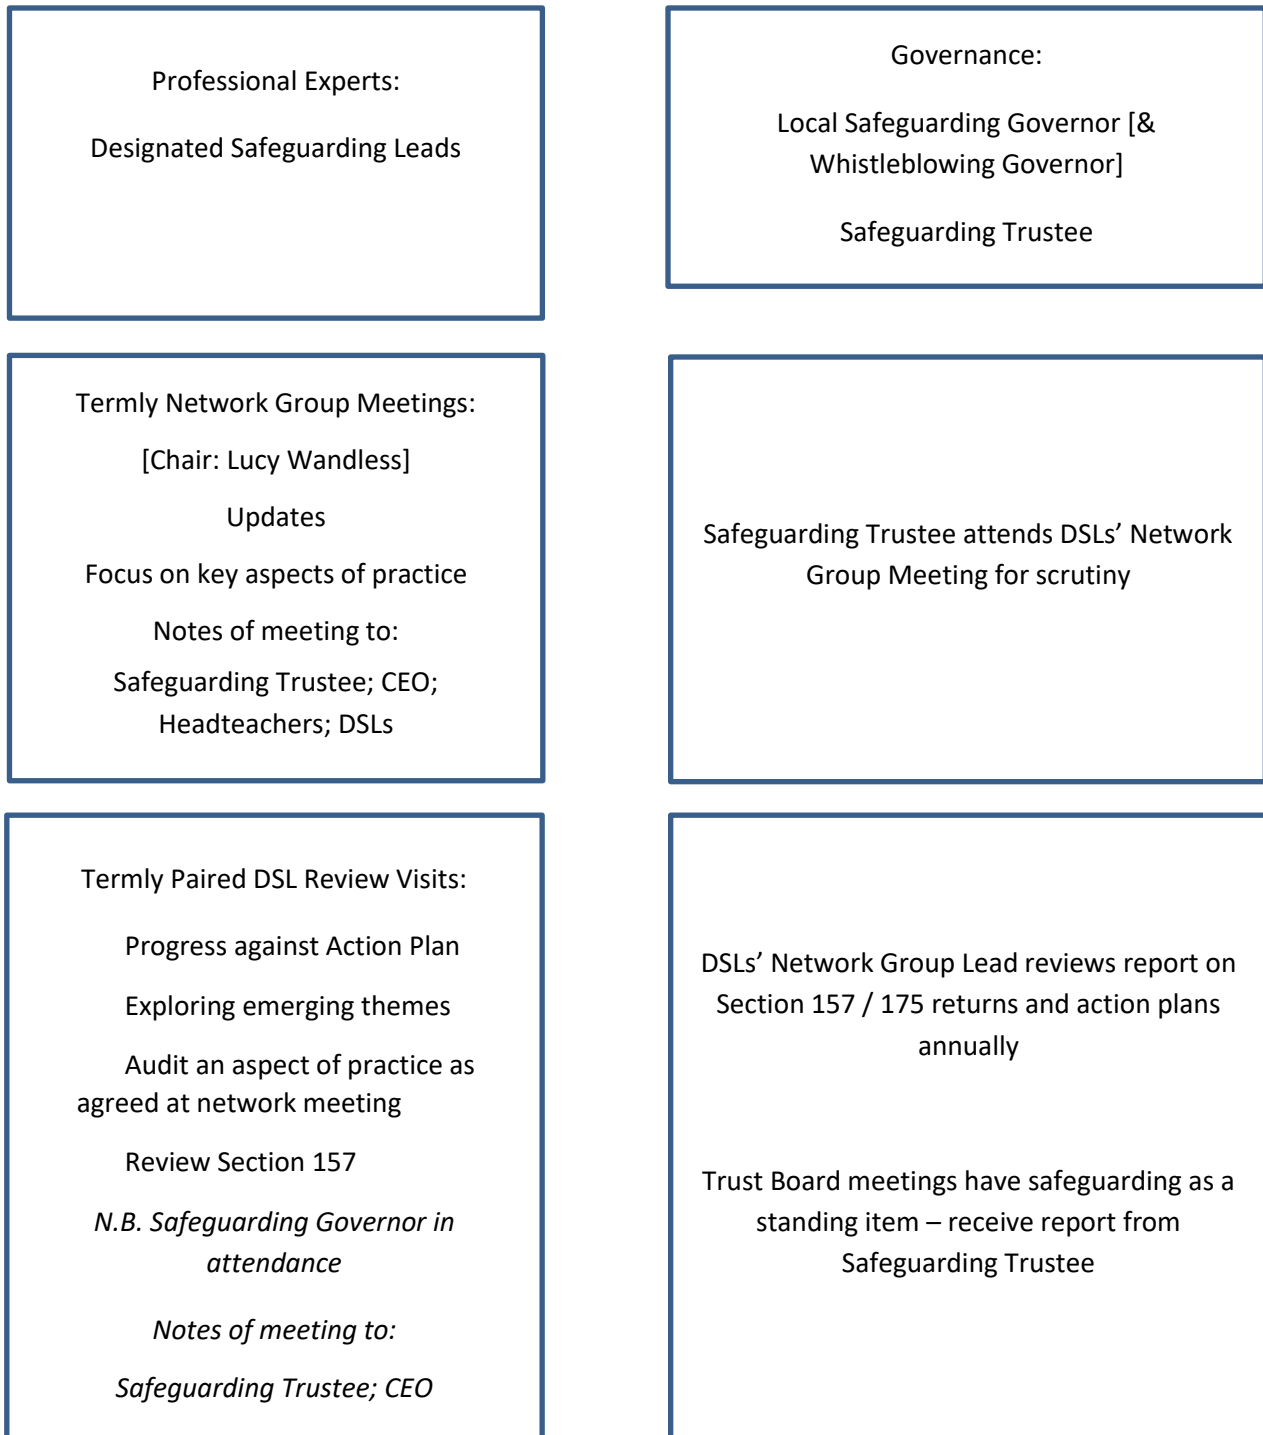 Professional Experts:
Designated Safeguarding Leads
Governance:
Local Safeguarding Governor [&
Whistleblowing Governor]
Safeguarding Trustee
Termly Network Group Meetings:
[Chair: Lucy Wandless]
Updates
Focus on key aspects of practice
Notes of meeting to:
Safeguarding Trustee; CEO;
Headteachers; DSLs
Safeguarding Trustee attends DSLs’ Network
Group Meeting for scrutiny
Termly Paired DSL Review Visits:
Progress against Action Plan
Exploring emerging themes
Audit an aspect of practice as
agreed at network meeting
Review Section 157
N.B. Safeguarding Governor in
attendance
Notes of meeting to:
Safeguarding Trustee; CEO
DSLs’ Network Group Lead reviews report on
Section 157 / 175 returns and action plans
annually
Trust Board meetings have safeguarding as a
standing item – receive report from
Safeguarding Trustee